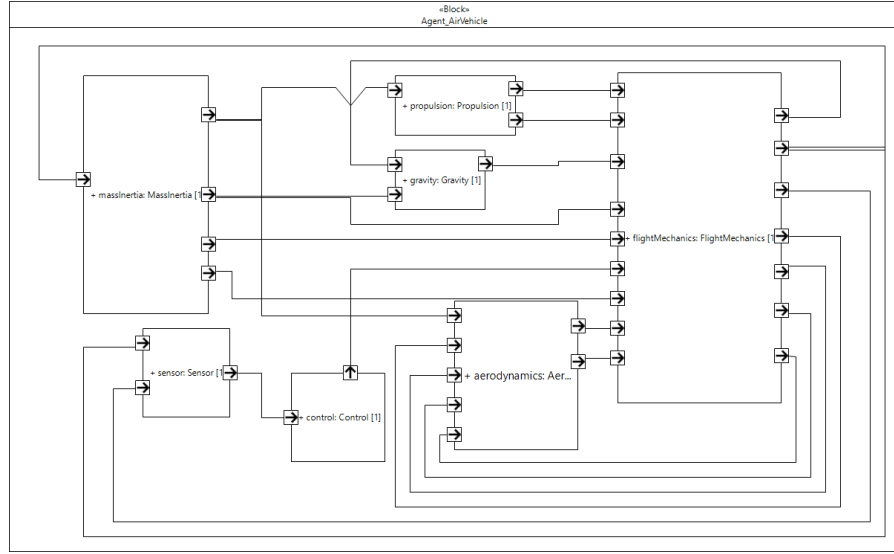 «Block»
Agent_AirVehicle
+ propulsion: Propulsion [1]
+ gravity: Gravity [1]
+ massInertia: MassInertia [1
+ flightMechanics: FlightMechanics [1
+ sensor: Sensor [1
+ aerodynamics: Aer...
+ control: Control [1]